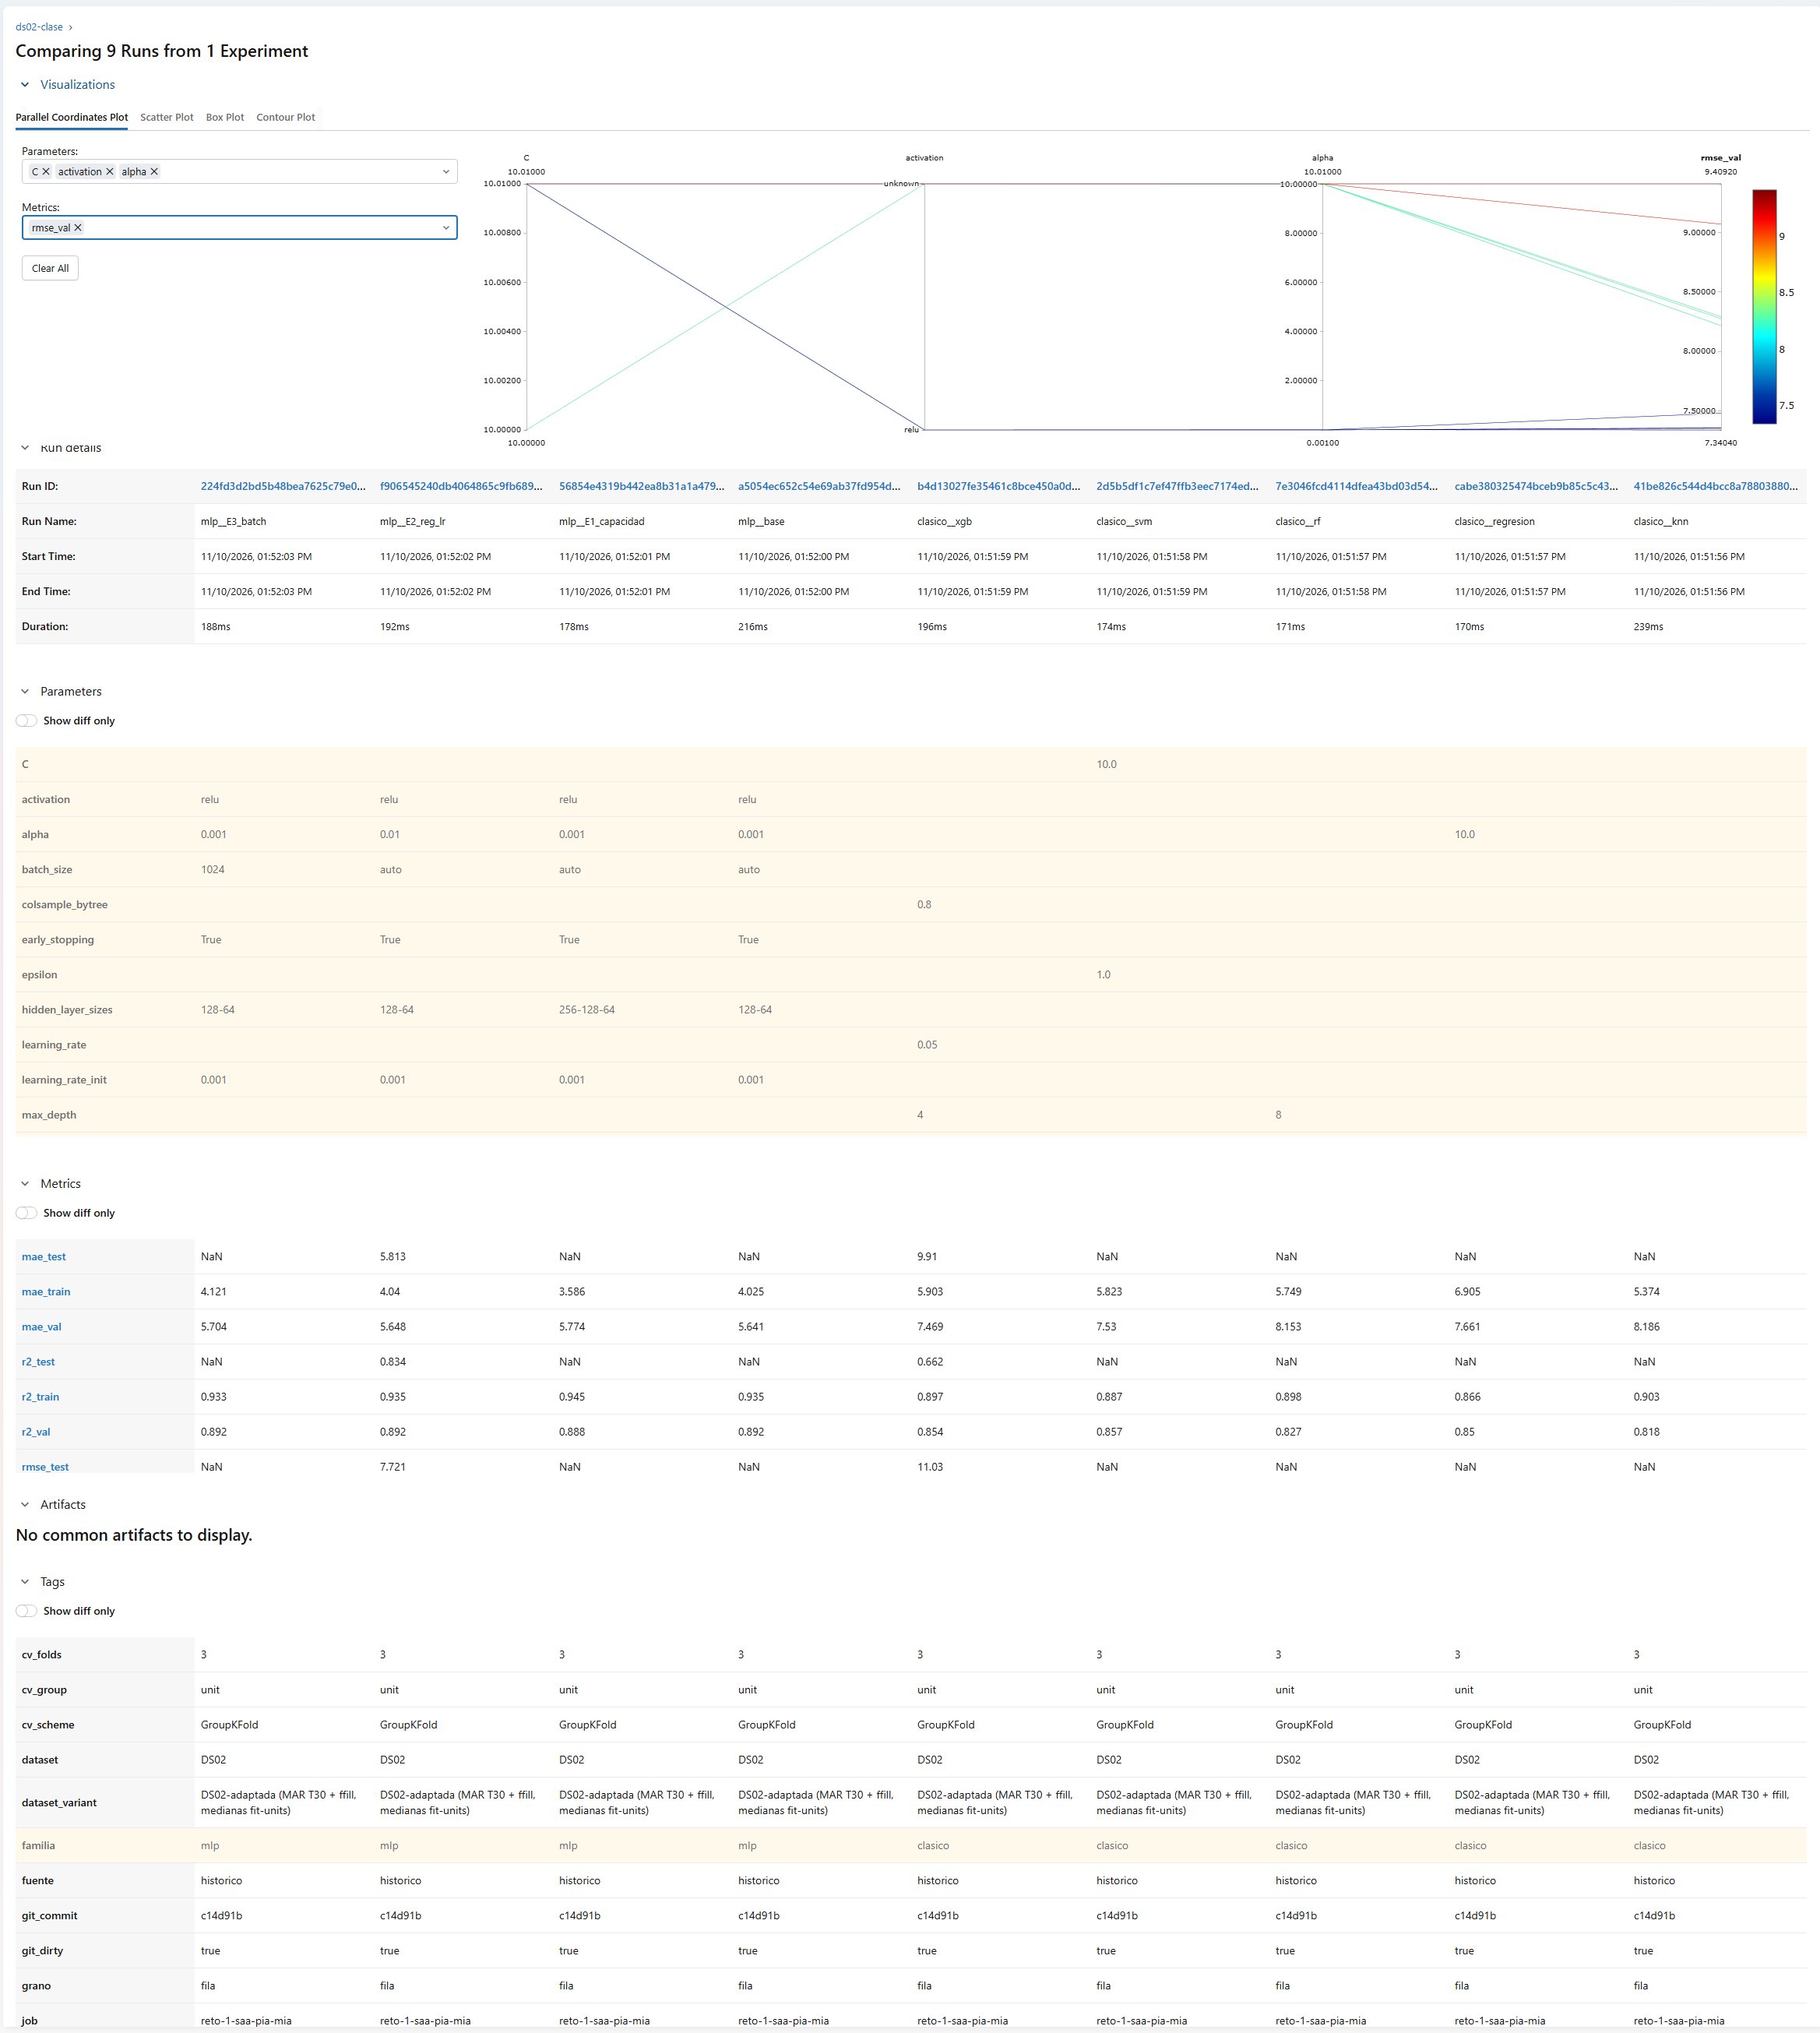 ds02-clase ›
Comparing 9 Runs from 1 Experiment
Visualizations
Parallel Coordinates Plot Scatter Plot Box Plot Contour Plot
Parameters:
C ✕ activation ✕ alpha ✕
Metrics:
rmse_val ✕
Clear All
C activation alpha rmse_val
10.01000 10.01000 9.40920
10.01000 unknown 10.00000
10.00800 8.00000 9.00000 9
10.00600 6.00000 8.50000 8.5
10.00400 4.00000 8.00000 8
10.00200 2.00000 7.50000 7.5
10.00000 relu
10.00000 0.00100 7.34040
Run details
Run ID: 224fd3d2bd5b48bea7625c79e0... f906545240db4064865c9fb689... 56854e4319b442ea8b31a1a479... a5054ec652c54e69ab37fd954d... b4d13027fe35461c8bce450a0d... 2d5b5df1c7ef47ffb3eec7174ed... 7e3046fcd4114dfea43bd03d54... cabe380325474bceb9b85c5c43... 41be826c544d4bcc8a78803880...
Run Name: mlp__E3_batch mlp__E2_reg_lr mlp__E1_capacidad mlp__base clasico__xgb clasico__svm clasico__rf clasico__regresion clasico__knn
Start Time: 11/10/2026, 01:52:03 PM 11/10/2026, 01:52:02 PM 11/10/2026, 01:52:01 PM 11/10/2026, 01:52:00 PM 11/10/2026, 01:51:59 PM 11/10/2026, 01:51:58 PM 11/10/2026, 01:51:57 PM 11/10/2026, 01:51:57 PM 11/10/2026, 01:51:56 PM
End Time: 11/10/2026, 01:52:03 PM 11/10/2026, 01:52:02 PM 11/10/2026, 01:52:01 PM 11/10/2026, 01:52:00 PM 11/10/2026, 01:51:59 PM 11/10/2026, 01:51:59 PM 11/10/2026, 01:51:58 PM 11/10/2026, 01:51:57 PM 11/10/2026, 01:51:56 PM
Duration: 188ms 192ms 178ms 216ms 196ms 174ms 171ms 170ms 239ms
Parameters
Show diff only
C 10.0
activation relu relu relu relu
alpha 0.001 0.01 0.001 0.001 10.0
batch_size 1024 auto auto auto
colsample_bytree 0.8
early_stopping True True True True
epsilon 1.0
hidden_layer_sizes 128-64 128-64 256-128-64 128-64
learning_rate 0.05
learning_rate_init 0.001 0.001 0.001 0.001
max_depth 4 8
Metrics
Show diff only
mae_test NaN 5.813 NaN NaN 9.91 NaN NaN NaN NaN
mae_train 4.121 4.04 3.586 4.025 5.903 5.823 5.749 6.905 5.374
mae_val 5.704 5.648 5.774 5.641 7.469 7.53 8.153 7.661 8.186
r2_test NaN 0.834 NaN NaN 0.662 NaN NaN NaN NaN
r2_train 0.933 0.935 0.945 0.935 0.897 0.887 0.898 0.866 0.903
r2_val 0.892 0.892 0.888 0.892 0.854 0.857 0.827 0.85 0.818
rmse_test NaN 7.721 NaN NaN 11.03 NaN NaN NaN NaN
Artifacts
No common artifacts to display.
Tags
Show diff only
cv_folds 3 3 3 3 3 3 3 3 3
cv_group unit unit unit unit unit unit unit unit unit
cv_scheme GroupKFold GroupKFold GroupKFold GroupKFold GroupKFold GroupKFold GroupKFold GroupKFold GroupKFold
dataset DS02 DS02 DS02 DS02 DS02 DS02 DS02 DS02 DS02
dataset_variant DS02-adaptada (MAR T30 + ffill, DS02-adaptada (MAR T30 + ffill, DS02-adaptada (MAR T30 + ffill, DS02-adaptada (MAR T30 + ffill, DS02-adaptada (MAR T30 + ffill, DS02-adaptada (MAR T30 + ffill, DS02-adaptada (MAR T30 + ffill, DS02-adaptada (MAR T30 + ffill, DS02-adaptada (MAR T30 + ffill,
medianas fit-units) medianas fit-units) medianas fit-units) medianas fit-units) medianas fit-units) medianas fit-units) medianas fit-units) medianas fit-units) medianas fit-units)
familia mlp mlp mlp mlp clasico clasico clasico clasico clasico
fuente historico historico historico historico historico historico historico historico historico
git_commit c14d91b c14d91b c14d91b c14d91b c14d91b c14d91b c14d91b c14d91b c14d91b
git_dirty true true true true true true true true true
grano fila fila fila fila fila fila fila fila fila
job reto-1-saa-pia-mia reto-1-saa-pia-mia reto-1-saa-pia-mia reto-1-saa-pia-mia reto-1-saa-pia-mia reto-1-saa-pia-mia reto-1-saa-pia-mia reto-1-saa-pia-mia reto-1-saa-pia-mia